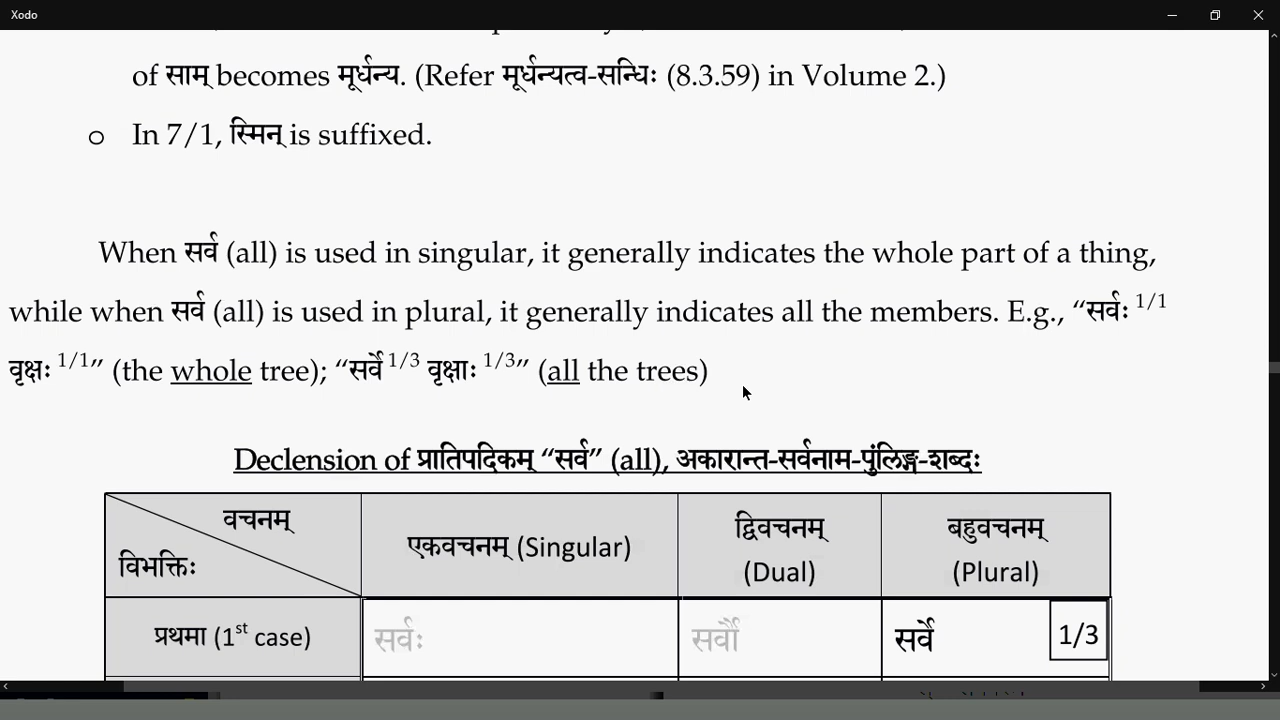 Xodo
of साम् becomes मूर्धन्य. (Refer मूर्धन्यत्व-सन्धिः (8.3.59) in Volume 2.)
o In 7/1, स्मिन् is suffixed.
When सर्व (all) is used in singular, it generally indicates the whole part of a thing,
while when सर्व (all) is used in plural, it generally indicates all the members. E.g., “सर्वः 1/1
वृक्षः 1/1” (the whole tree); “सर्वे 1/3 वृक्षाः 1/3” (all the trees)
Declension of प्रातिपदिकम् “सर्व” (all), अकारान्त-सर्वनाम-पुंलिङ्ग-शब्दः
वचनम्
विभक्तिः
एकवचनम् (Singular)
द्विवचनम्
(Dual)
बहुवचनम्
(Plural)
प्रथमा (1st case)
सर्वः
सर्वौ
सर्वे
1/3